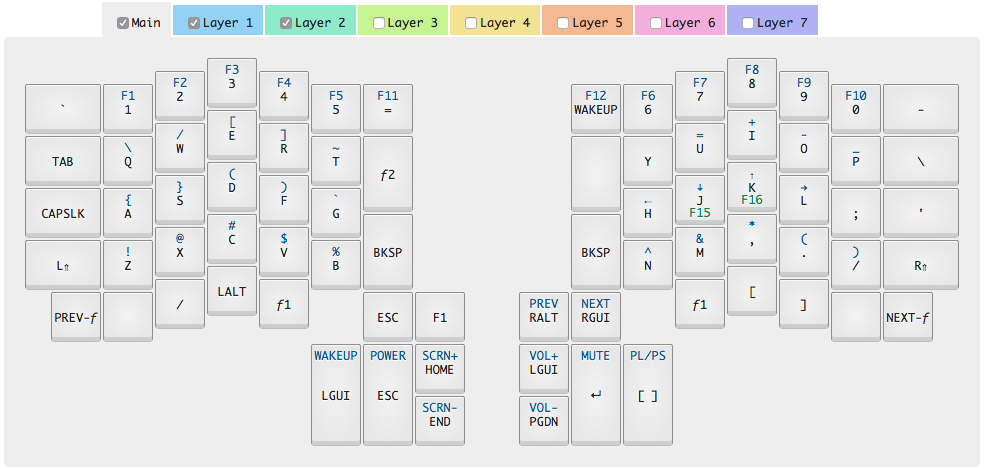 Main Layer 1 Layer 2 Layer 3 Layer 4 Layer 5 Layer 6 Layer 7
F3 F8
3 8
F2 F4 F7 F9
2 4 7 9
F1 F5 F11 F12 F6 F10
` 1 5 = WAKEUP 6 0 -
[ +
E I
/ ] = -
W R U O
\ ~ _
TAB Q T Y P \
ƒ2
( ↑
D K
F16
} ) ↓ →
S F J L
F15
{ ` ←
CAPSLK A G H ; '
# *
C ,
@ $ & (
X V M .
! % ^ )
L⇧ Z B BKSP BKSP N / R⇧
LALT [
/ ƒ1 ƒ1 ]
PREV NEXT
PREV-ƒ ESC F1 RALT RGUI NEXT-ƒ
WAKEUP POWER SCRN+ VOL+ MUTE PL/PS
HOME LGUI
LGUI ESC ↵ [ ]
SCRN- VOL-
END PGDN